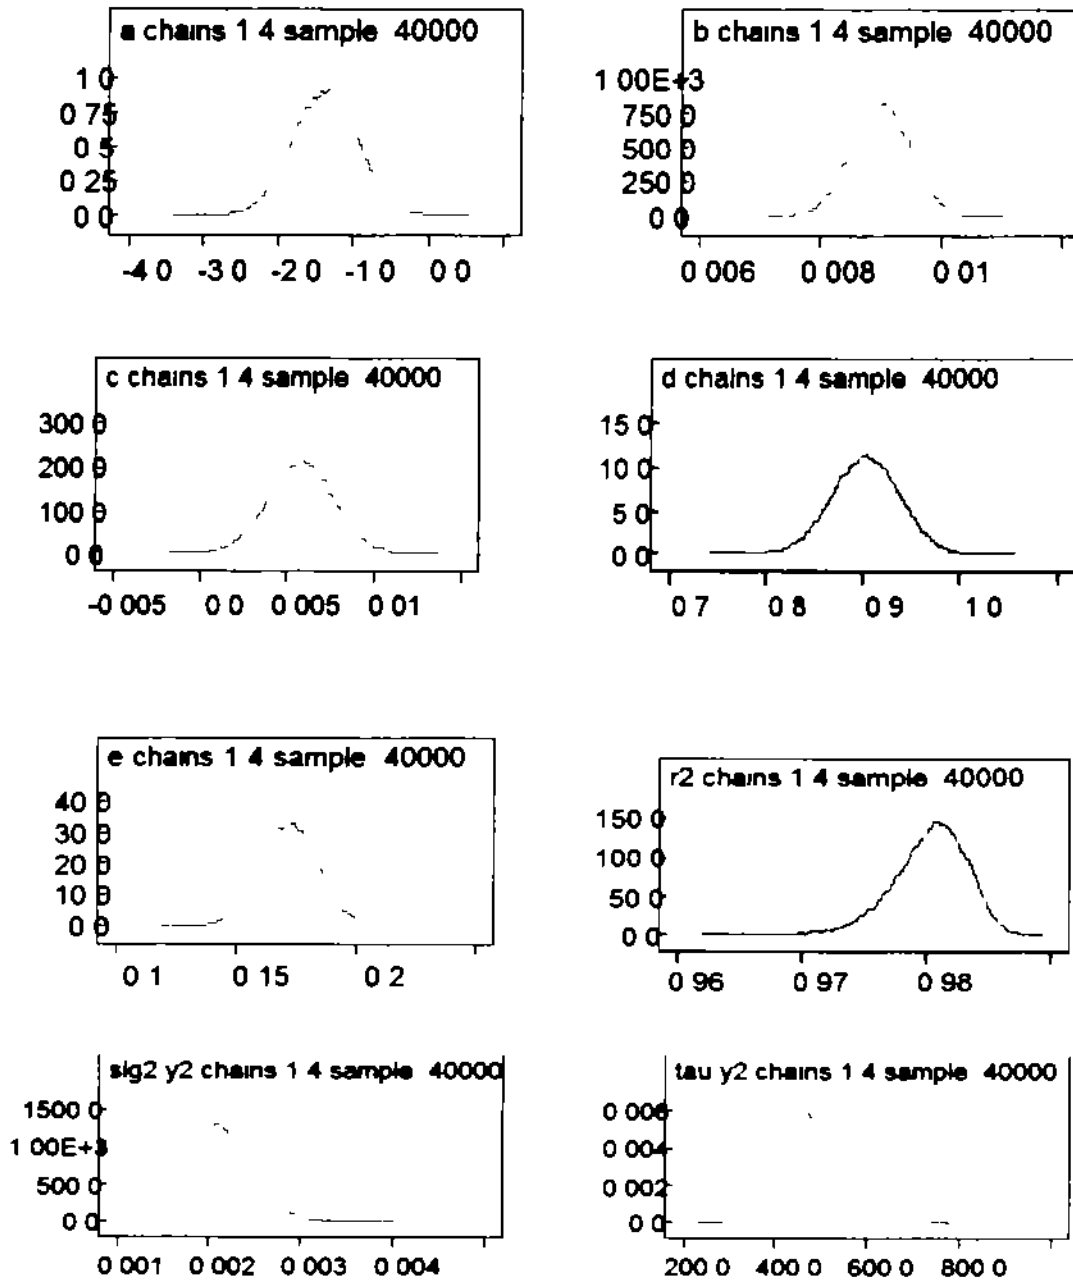 a chains 1 4 sample 40000
1 0
0 75
0 5
0 25
0 0
-4 0 -3 0 -2 0 -1 0 0 0
b chains 1 4 sample 40000
1 00E+3
750 0
500 0
250 0
0 0
0 006 0 008 0 01
c chains 1 4 sample 40000
300 0
200 0
100 0
0 0
-0 005 0 0 0 005 0 01
d chains 1 4 sample 40000
15 0
10 0
5 0
0 0
0 7 0 8 0 9 1 0
e chains 1 4 sample 40000
40 0
30 0
20 0
10 0
0 0
0 1 0 15 0 2
r2 chains 1 4 sample 40000
150 0
100 0
50 0
0 0
0 96 0 97 0 98
sig2 y2 chains 1 4 sample 40000
1500 0
1 00E+3
500 0
0 0
0 001 0 002 0 003 0 004
tau y2 chains 1 4 sample 40000
0 006
0 004
0 002
0 0
200 0 400 0 600 0 800 0